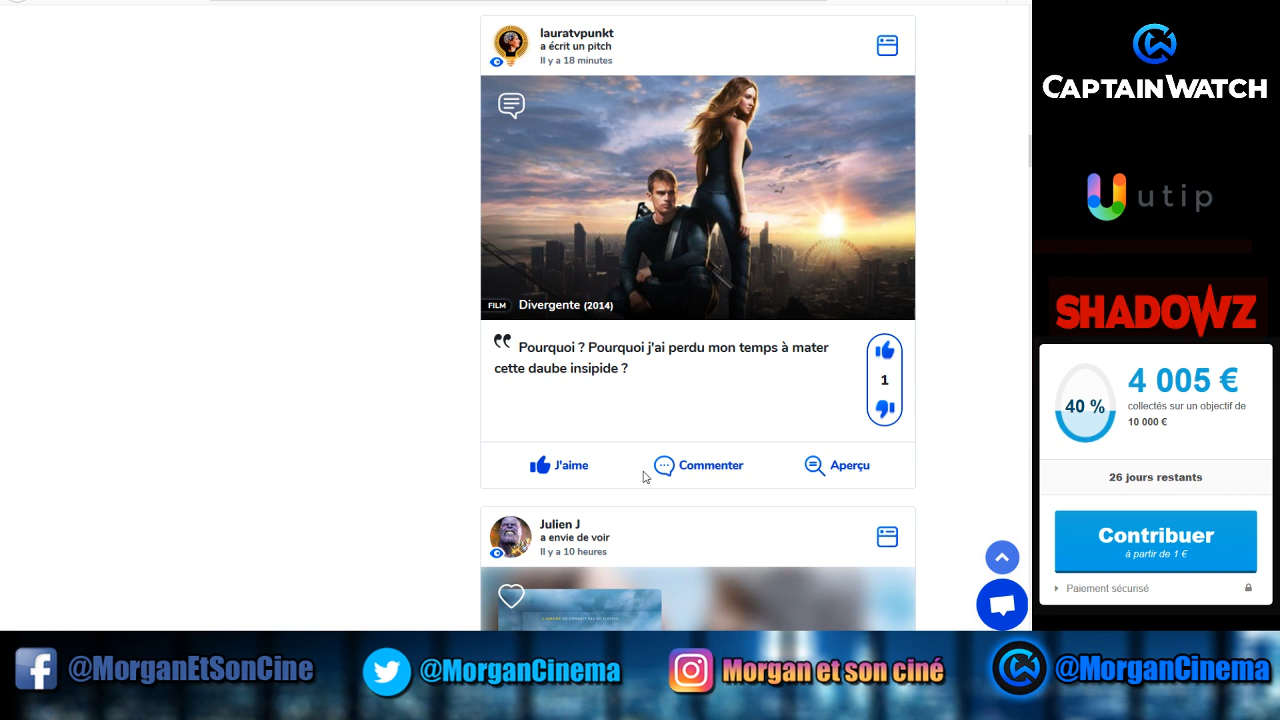 lauratvpunkt
a écrit un pitch
Il y a 18 minutes
FILM Divergente (2014)
Pourquoi ? Pourquoi j'ai perdu mon temps à mater
cette daube insipide ?
1
J'aime
Commenter
Aperçu
Julien J
a envie de voir
Il y a 10 heures
CAPTAINWATCH
utip
SHADOWZ
40 %
4 005 €
collectés sur un objectif de
10 000 €
26 jours restants
Contribuer
à partir de 1 €
Paiement sécurisé
@MorganEtSonCine
@MorganCinema
Morgan et son ciné
@MorganCinema